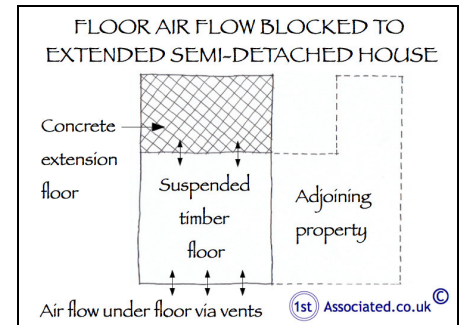 FLOOR AIR FLOW BLOCKED TO
EXTENDED SEMI-DETACHED HOUSE
Concrete
extension
floor
Suspended
timber
floor
Adjoining
property
Air flow under floor via vents
1st Associated.co.uk ©